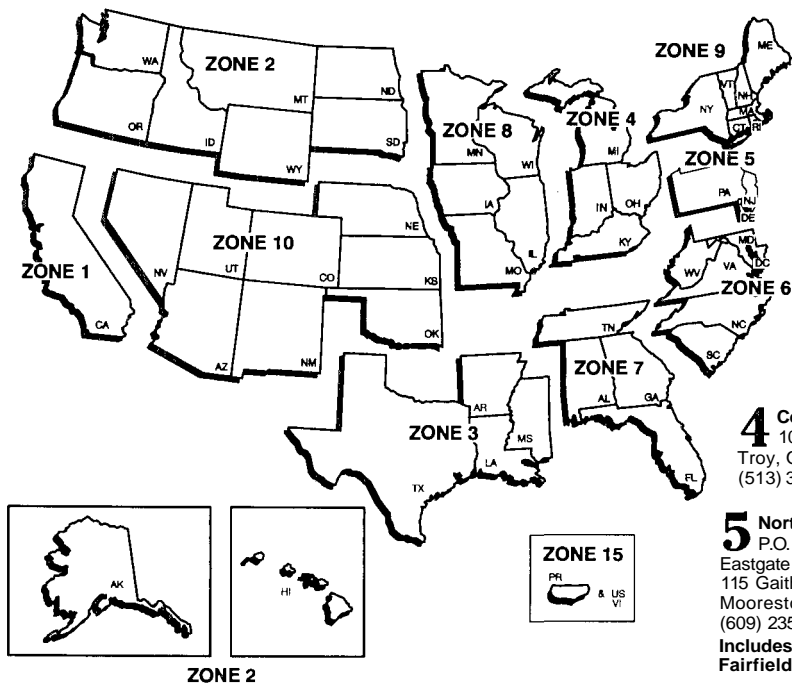 ZONE 9
ME
WA
ZONE 2
ND
VT
NH
MT
NY
MA
ZONE 8
ZONE 4
CT
RI
OR
ID
SD
MN
MI
WI
ZONE 5
WY
PA
NJ
IA
OH
DE
NE
IN
MD
ZONE 10
IL
KY
DC
ZONE 1
NV
UT
CO
KS
MO
WV
VA
ZONE 6
CA
TN
NC
OK
AZ
NM
ZONE 7
SC
AR
AL
GA
ZONE 3
MS
LA
TX
FL
4
10
Troy,
(513) 3
AK
HI
ZONE 15
PR
& US
VI
5
P.O.
Eastgate
115
(609) 235
Includes
Fairfield
ZONE 2